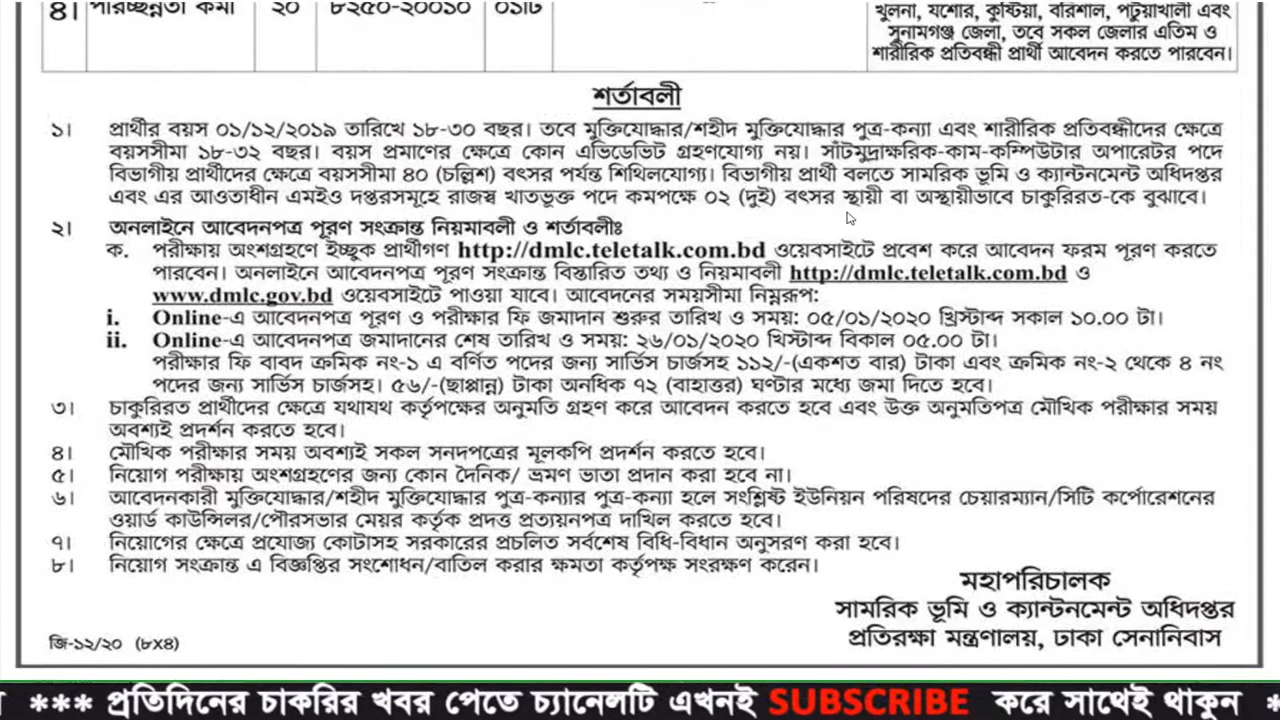 ৪। পরিচ্ছন্নতা কর্মী ২০ ৮২৫০-২০০১০ ০১টি খুলনা, যশোর, কুষ্টিয়া, বরিশাল, পটুয়াখালী এবং
সুনামগঞ্জ জেলা, তবে সকল জেলার এতিম ও
শারীরিক প্রতিবন্ধী প্রার্থী আবেদন করতে পারবেন।
শর্তাবলী
১। প্রার্থীর বয়স ০১/১২/২০১৯ তারিখে ১৮-৩০ বছর। তবে মুক্তিযোদ্ধার/শহীদ মুক্তিযোদ্ধার পুত্র-কন্যা এবং শারীরিক প্রতিবন্ধীদের ক্ষেত্রে
বয়সসীমা ১৮-৩২ বছর। বয়স প্রমাণের ক্ষেত্রে কোন এভিডেভিট গ্রহণযোগ্য নয়। সাঁটমুদ্রাক্ষরিক-কাম-কম্পিউটার অপারেটর পদে
বিভাগীয় প্রার্থীদের ক্ষেত্রে বয়সসীমা ৪০ (চল্লিশ) বৎসর পর্যন্ত শিথিলযোগ্য। বিভাগীয় প্রার্থী বলতে সামরিক ভূমি ও ক্যান্টনমেন্ট অধিদপ্তর
এবং এর আওতাধীন এমইও দপ্তরসমূহে রাজস্ব খাতভূক্ত পদে কমপক্ষে ০২ (দুই) বৎসর স্থায়ী বা অস্থায়ীভাবে চাকুরিরত-কে বুঝাবে।
২। অনলাইনে আবেদনপত্র পূরণ সংক্রান্ত নিয়মাবলী ও শর্তাবলীঃ
ক. পরীক্ষায় অংশগ্রহণে ইচ্ছুক প্রার্থীগণ http://dmlc.teletalk.com.bd ওয়েবসাইটে প্রবেশ করে আবেদন ফরম পূরণ করতে
পারবেন। অনলাইনে আবেদনপত্র পূরণ সংক্রান্ত বিস্তারিত তথ্য ও নিয়মাবলী http://dmlc.teletalk.com.bd ও
www.dmlc.gov.bd ওয়েবসাইটে পাওয়া যাবে। আবেদনের সময়সীমা নিম্নরূপ:
i. Online-এ আবেদনপত্র পূরণ ও পরীক্ষার ফি জমাদান শুরুর তারিখ ও সময়: ০৫/০১/২০২০ খ্রিস্টাব্দ সকাল ১০.০০ টা।
ii. Online-এ আবেদনপত্র জমাদানের শেষ তারিখ ও সময়: ২৬/০১/২০২০ খিস্টাব্দ বিকাল ০৫.০০ টা।
পরীক্ষার ফি বাবদ ক্রমিক নং-১ এ বর্ণিত পদের জন্য সার্ভিস চার্জসহ ১১২/-(একশত বার) টাকা এবং ক্রমিক নং-২ থেকে ৪ নং
পদের জন্য সার্ভিস চার্জসহ। ৫৬/-(ছাপ্পান্ন) টাকা অনধিক ৭২ (বাহাত্তর) ঘণ্টার মধ্যে জমা দিতে হবে।
৩। চাকুরিরত প্রার্থীদের ক্ষেত্রে যথাযথ কর্তৃপক্ষের অনুমতি গ্রহণ করে আবেদন করতে হবে এবং উক্ত অনুমতিপত্র মৌখিক পরীক্ষার সময়
অবশ্যই প্রদর্শন করতে হবে।
৪। মৌখিক পরীক্ষার সময় অবশ্যই সকল সনদপত্রের মূলকপি প্রদর্শন করতে হবে।
৫। নিয়োগ পরীক্ষায় অংশগ্রহণের জন্য কোন দৈনিক/ ভ্রমণ ভাতা প্রদান করা হবে না।
৬। আবেদনকারী মুক্তিযোদ্ধার/শহীদ মুক্তিযোদ্ধার পুত্র-কন্যার পুত্র-কন্যা হলে সংশ্লিষ্ট ইউনিয়ন পরিষদের চেয়ারম্যান/সিটি কর্পোরেশনের
ওয়ার্ড কাউন্সিলর/পৌরসভার মেয়র কর্তৃক প্রদত্ত প্রত্যয়নপত্র দাখিল করতে হবে।
৭। নিয়োগের ক্ষেত্রে প্রযোজ্য কোটাসহ সরকারের প্রচলিত সর্বশেষ বিধি-বিধান অনুসরণ করা হবে।
৮। নিয়োগ সংক্রান্ত এ বিজ্ঞপ্তির সংশোধন/বাতিল করার ক্ষমতা কর্তৃপক্ষ সংরক্ষণ করেন।
মহাপরিচালক
সামরিক ভূমি ও ক্যান্টনমেন্ট অধিদপ্তর
প্রতিরক্ষা মন্ত্রণালয়, ঢাকা সেনানিবাস
জি-১২/২০ (৮X৪)
*** প্রতিদিনের চাকরির খবর পেতে চ্যানেলটি এখনই SUBSCRIBE করে সাথেই থাকুন *